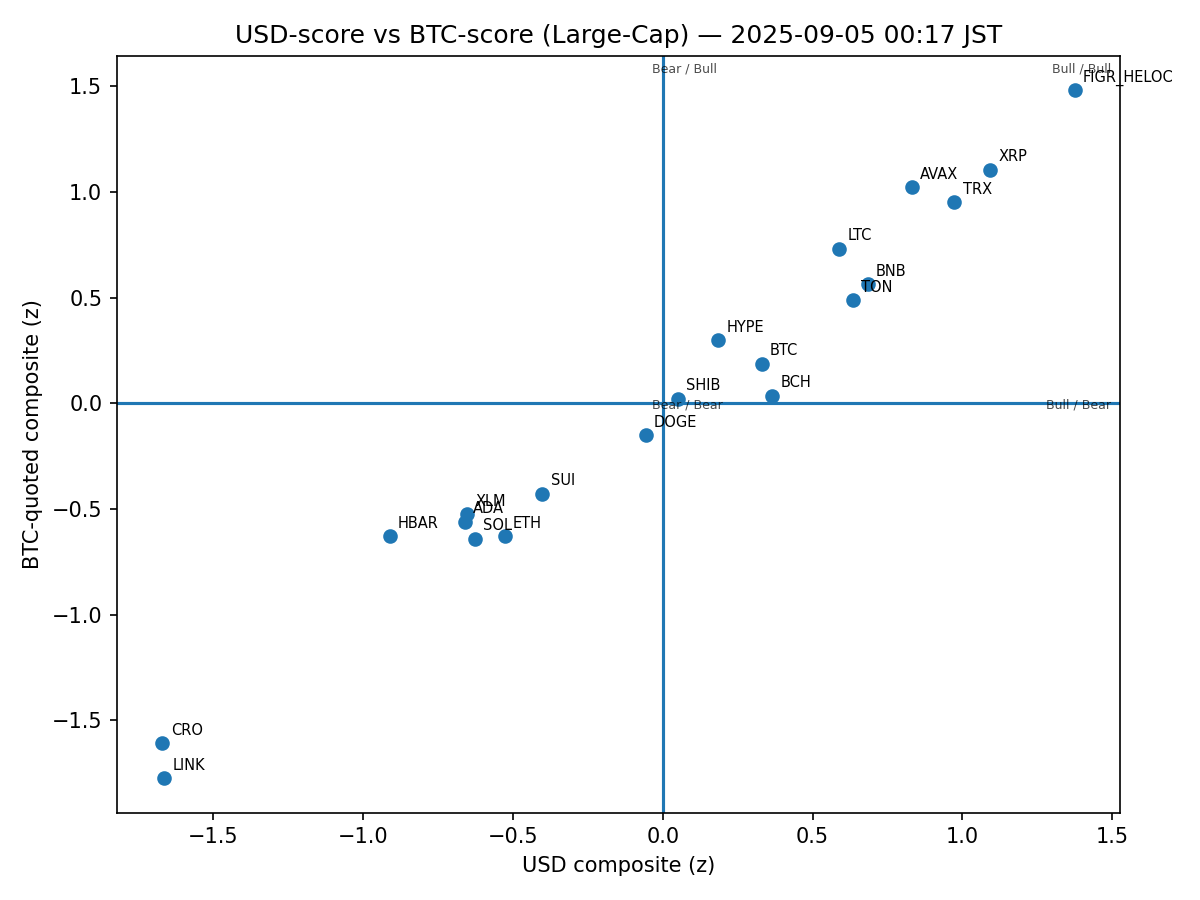 USD-score vs BTC-score (Large-Cap) — 2025-09-05 00:17 JST
Bear / Bull
Bull / Bull
FIGR_HELOC
1.5
XRP
AVAX
TRX
1.0
LTC
BNB
TON
0.5
HYPE
BTC
BCH
SHIB
0.0
Bear / Bear
Bull / Bear
DOGE
SUI
XLM
ADA
−0.5
HBAR
SOL
ETH
−1.0
−1.5
CRO
LINK
−1.5
−1.0
−0.5
0.0
0.5
1.0
1.5
USD composite (z)
BTC-quoted composite (z)